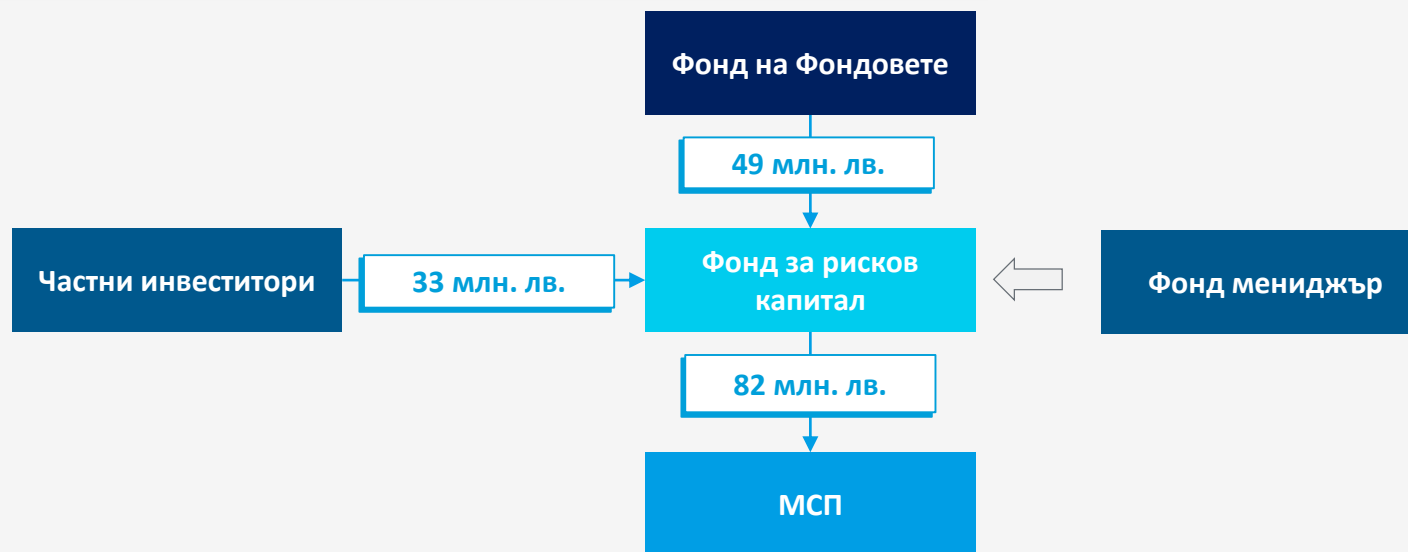 Фонд на Фондовете
49 млн. лв.
Частни инвеститори
33 млн. лв.
Фонд за рисков
капитал
Фонд мениджър
82 млн. лв.
МСП